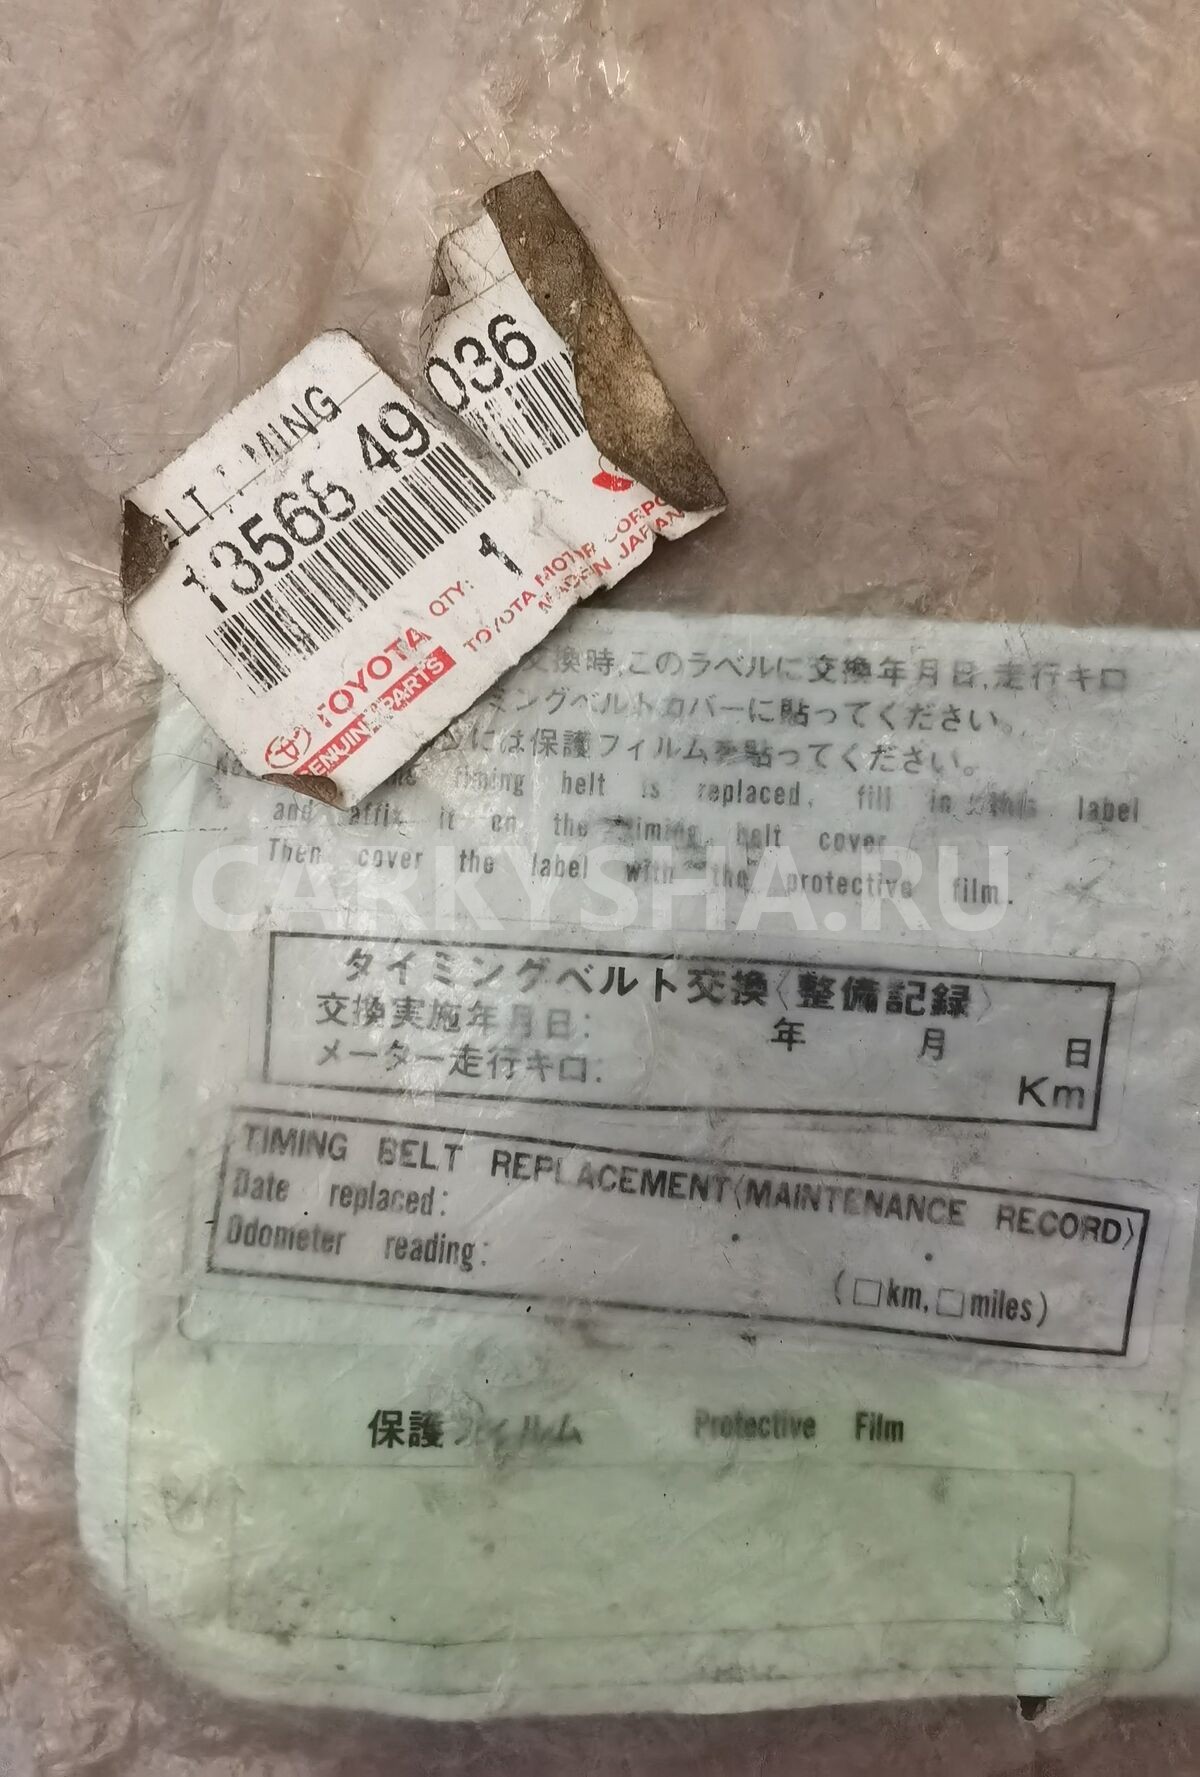 LT, TIMING
13568 49036
QTY: 1
TOYOTA
GENUINE PARTS
TOYOTA MOTOR CORPO
MADE IN JAPAN
交換時,このラベルに交換年月日,走行キロ
ミングベルトカバーに貼ってください。
には保護フィルムを貼ってください。
timing belt is replaced, fill in this label
and affix it on the timing belt cover
Then cover the label with the protective film.
CARKYSHA.RU
タイミングベルト交換〈整備記録〉
交換実施年月日: 年 月 日
メーター走行キロ: Km
TIMING BELT REPLACEMENT〈MAINTENANCE RECORD〉
Date replaced: . .
Odometer reading: (□km,□miles)
保護フィルム Protective Film